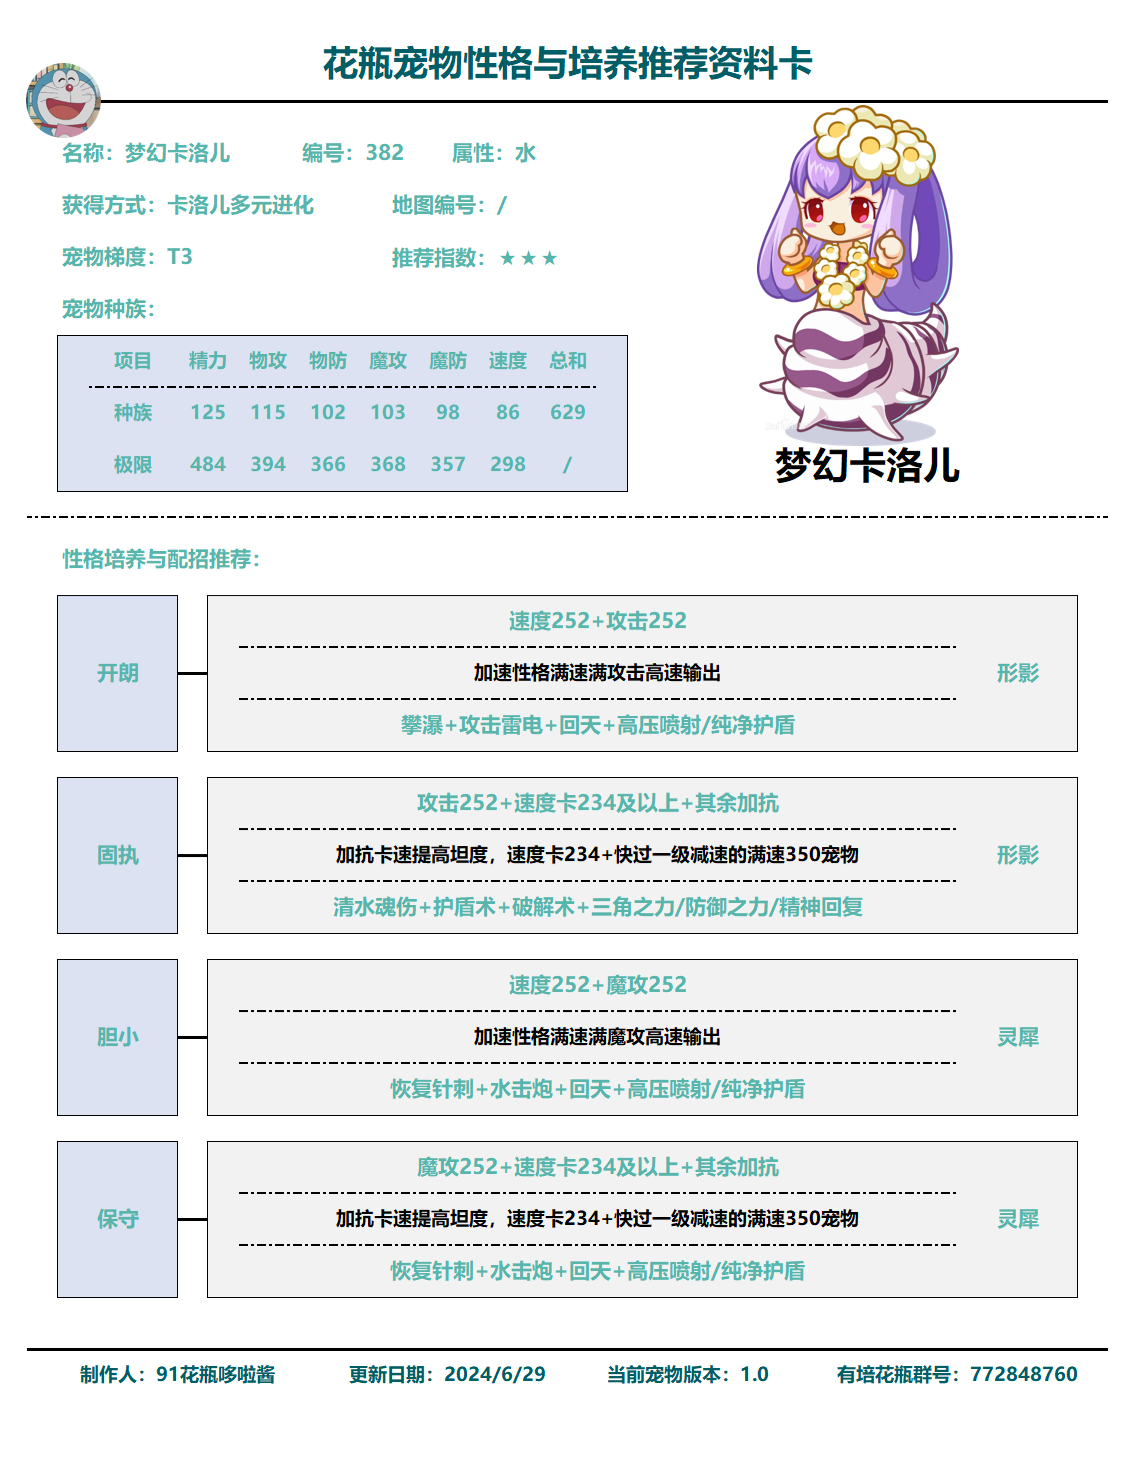 花瓶宠物性格与培养推荐资料卡
名称：梦幻卡洛儿 编号：382 属性：水
获得方式：卡洛儿多元进化 地图编号：/
宠物梯度：T3 推荐指数：★★★
宠物种族：
项目 精力 物攻 物防 魔攻 魔防 速度 总和
种族 125 115 102 103 98 86 629
极限 484 394 366 368 357 298 /
梦幻卡洛儿
性格培养与配招推荐：
速度252+攻击252
开朗 加速性格满速满攻击高速输出 形影
攀瀑+攻击雷电+回天+高压喷射/纯净护盾
攻击252+速度卡234及以上+其余加抗
固执 加抗卡速提高坦度，速度卡234+快过一级减速的满速350宠物 形影
清水魂伤+护盾术+破解术+三角之力/防御之力/精神回复
速度252+魔攻252
胆小 加速性格满速满魔攻高速输出 灵犀
恢复针刺+水击炮+回天+高压喷射/纯净护盾
魔攻252+速度卡234及以上+其余加抗
保守 加抗卡速提高坦度，速度卡234+快过一级减速的满速350宠物 灵犀
恢复针刺+水击炮+回天+高压喷射/纯净护盾
制作人：91花瓶哆啦酱 更新日期：2024/6/29 当前宠物版本：1.0 有培花瓶群号：772848760